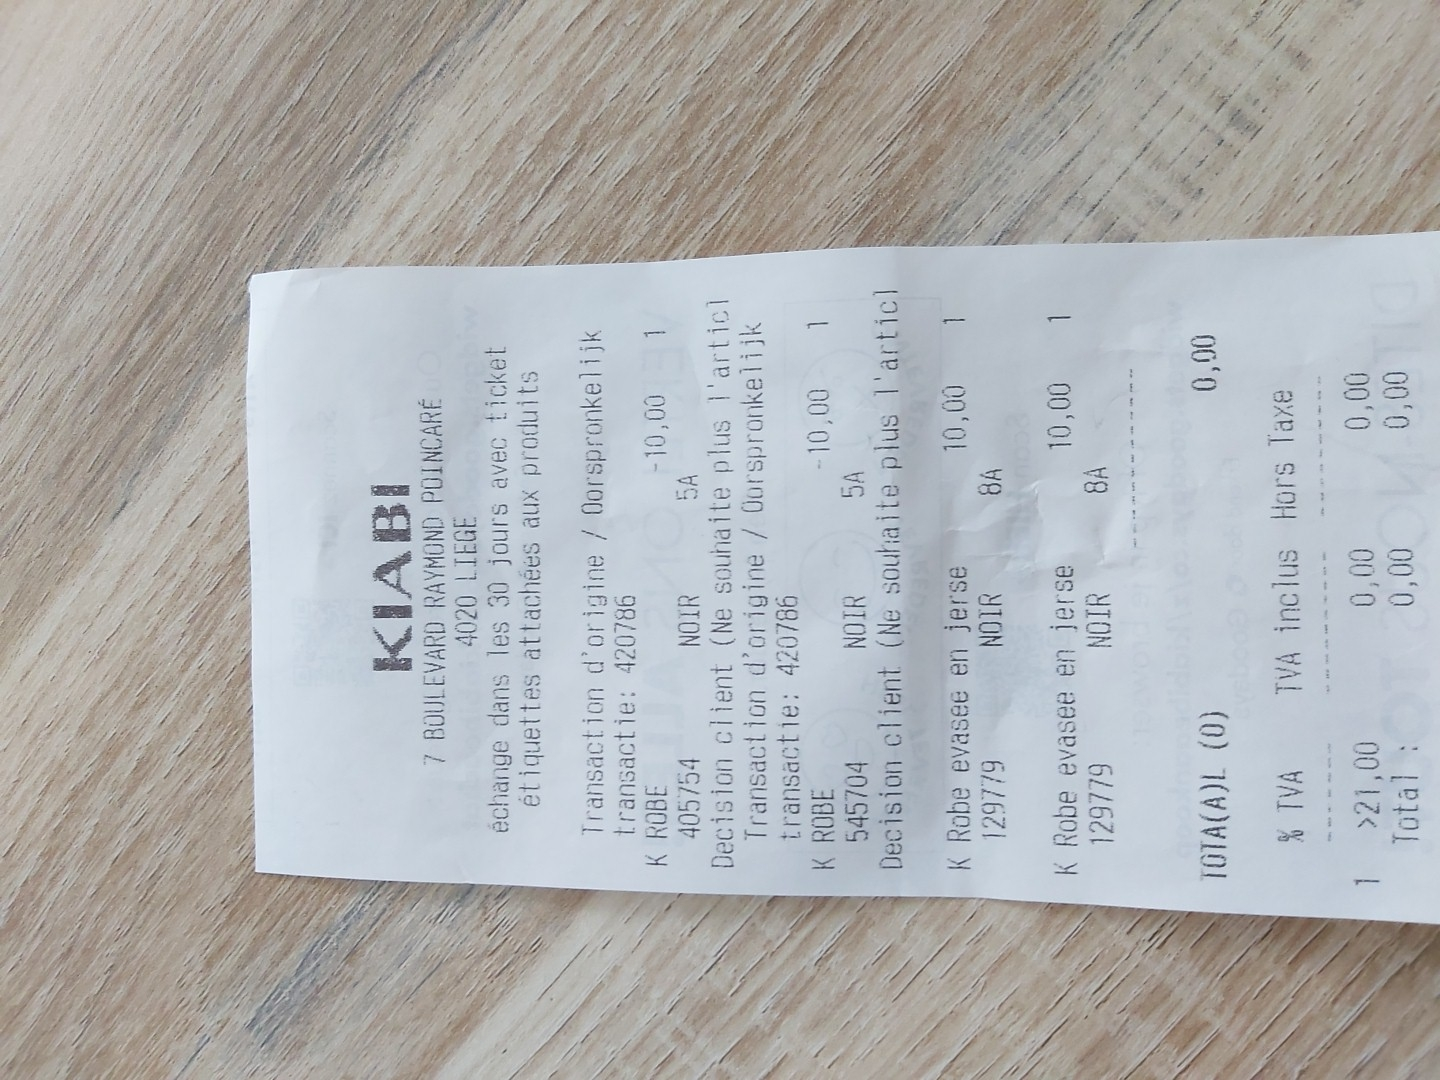 KIABI
7 BOULEVARD RAYMOND POINCARÉ
4020 LIEGE
échange dans les 30 jours avec ticket
étiquettes attachées aux produits
Transaction d'origine / Oorspronkelijk
transactie: 420786
K ROBE -10,00 1
405754 NOIR 5A
Decision client (Ne souhaite plus l'articl
Transaction d'origine / Oorspronkelijk
transactie: 420786
K ROBE -10,00 1
545704 NOIR 5A
Decision client (Ne souhaite plus l'articl
K Robe evasee en jerse 10,00 1
129779 NOIR 8A
K Robe evasee en jerse 10,00 1
129779 NOIR 8A
TOTA(A)L (0) 0,00
% TVA TVA inclus Hors Taxe
1 >21,00 0,00 0,00
Total : 0,00 0,00